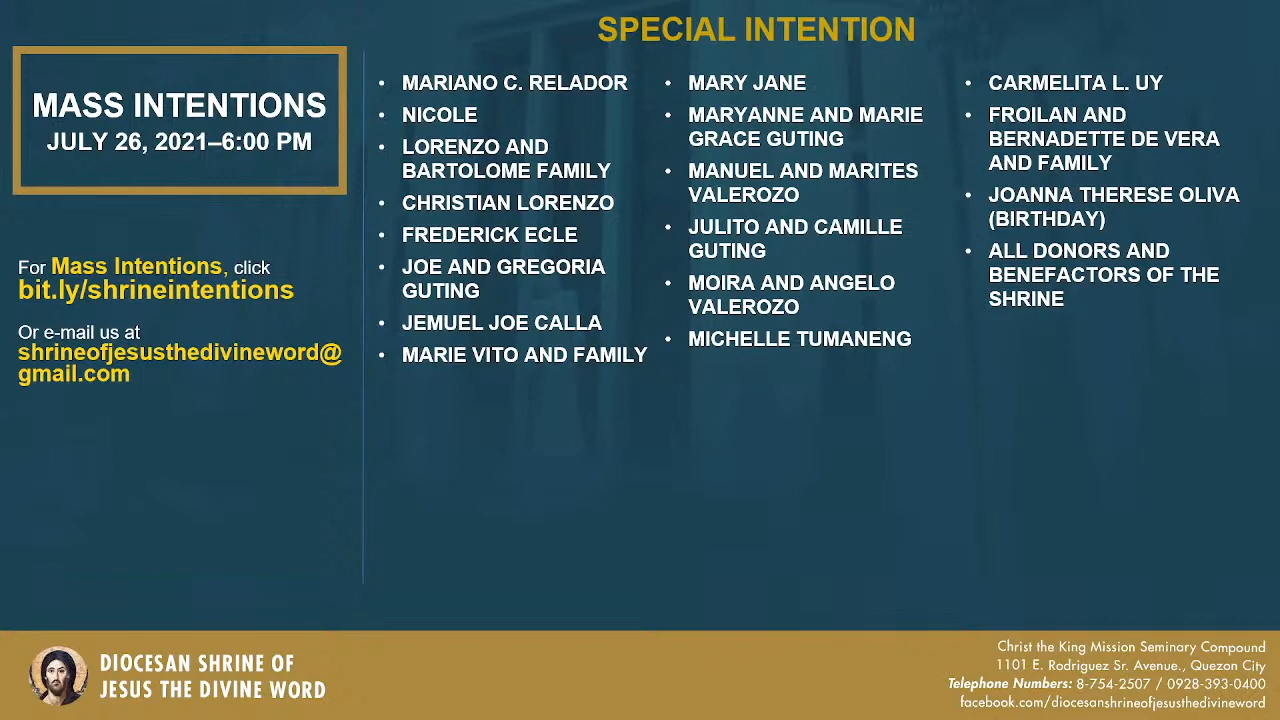 SPECIAL INTENTION
MASS INTENTIONS
JULY 26, 2021–6:00 PM
For Mass Intentions, click
bit.ly/shrineintentions
Or e-mail us at
shrineofjesusthedivineword@
gmail.com
• MARIANO C. RELADOR
• NICOLE
• LORENZO AND
BARTOLOME FAMILY
• CHRISTIAN LORENZO
• FREDERICK ECLE
• JOE AND GREGORIA
GUTING
• JEMUEL JOE CALLA
• MARIE VITO AND FAMILY
• MARY JANE
• MARYANNE AND MARIE
GRACE GUTING
• MANUEL AND MARITES
VALEROZO
• JULITO AND CAMILLE
GUTING
• MOIRA AND ANGELO
VALEROZO
• MICHELLE TUMANENG
• CARMELITA L. UY
• FROILAN AND
BERNADETTE DE VERA
AND FAMILY
• JOANNA THERESE OLIVA
(BIRTHDAY)
• ALL DONORS AND
BENEFACTORS OF THE
SHRINE
DIOCESAN SHRINE OF
JESUS THE DIVINE WORD
Christ the King Mission Seminary Compound
1101 E. Rodriguez Sr. Avenue., Quezon City
Telephone Numbers: 8-754-2507 / 0928-393-0400
facebook.com/diocesanshrineofjesusthedivineword